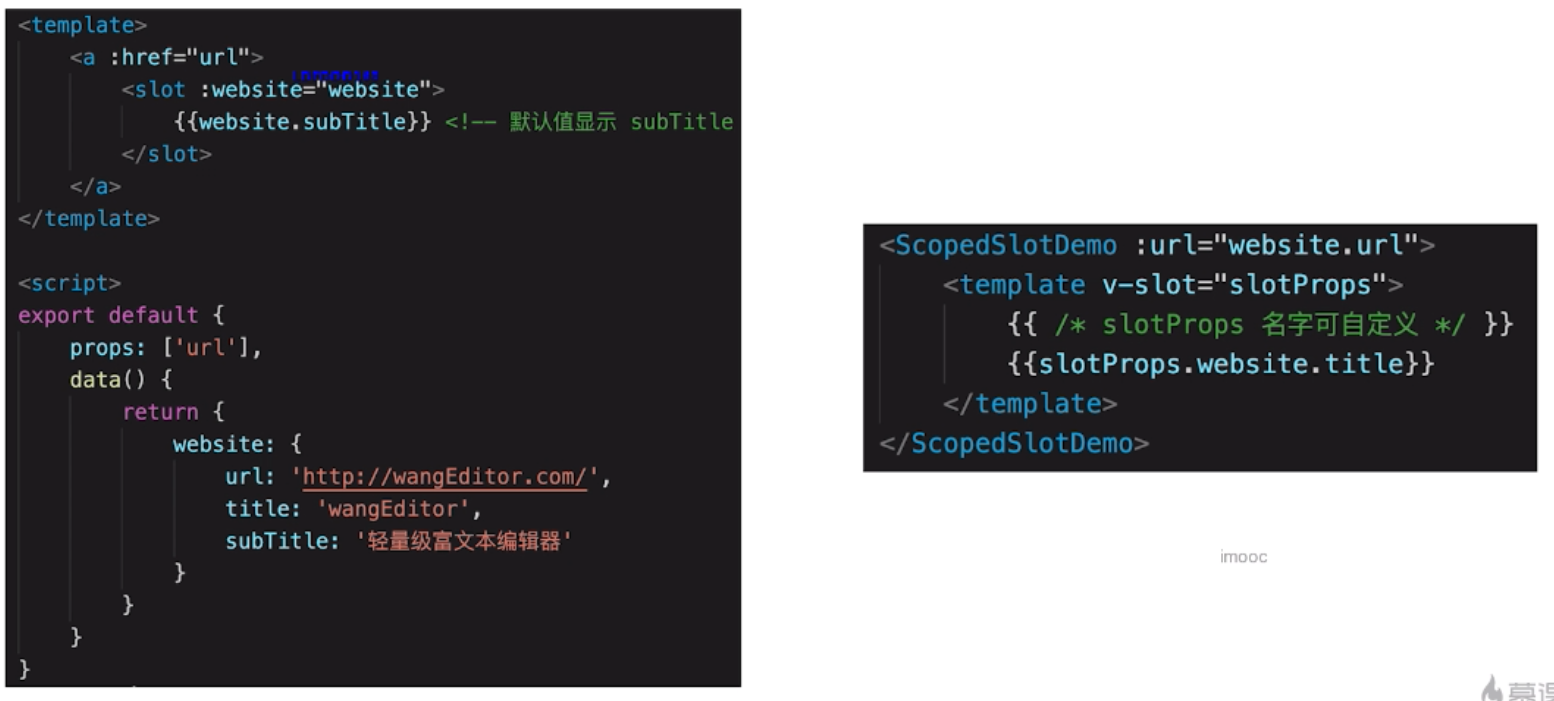 <template>
<a :href="url">
<slot :website="website">
{{website.subTitle}} <!-- 默认值显示 subTitle
</slot>
</a>
</template>
<script>
export default {
props: ['url'],
data() {
return {
website: {
url: 'http://wangEditor.com/',
title: 'wangEditor',
subTitle: '轻量级富文本编辑器'
}
}
}
}
<ScopedSlotDemo :url="website.url">
<template v-slot="slotProps">
{{ /* slotProps 名字可自定义 */ }}
{{slotProps.website.title}}
</template>
</ScopedSlotDemo>
imooc